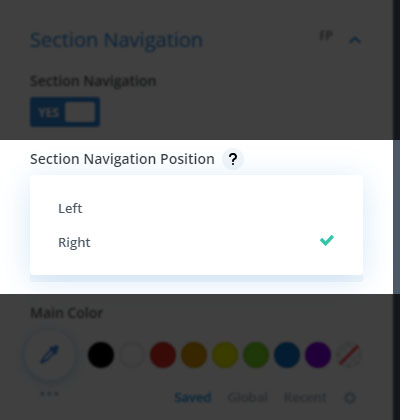 Section Navigation FP
Section Navigation
YES
Section Navigation Position ?
Left
Right
Main Color
Saved Global Recent